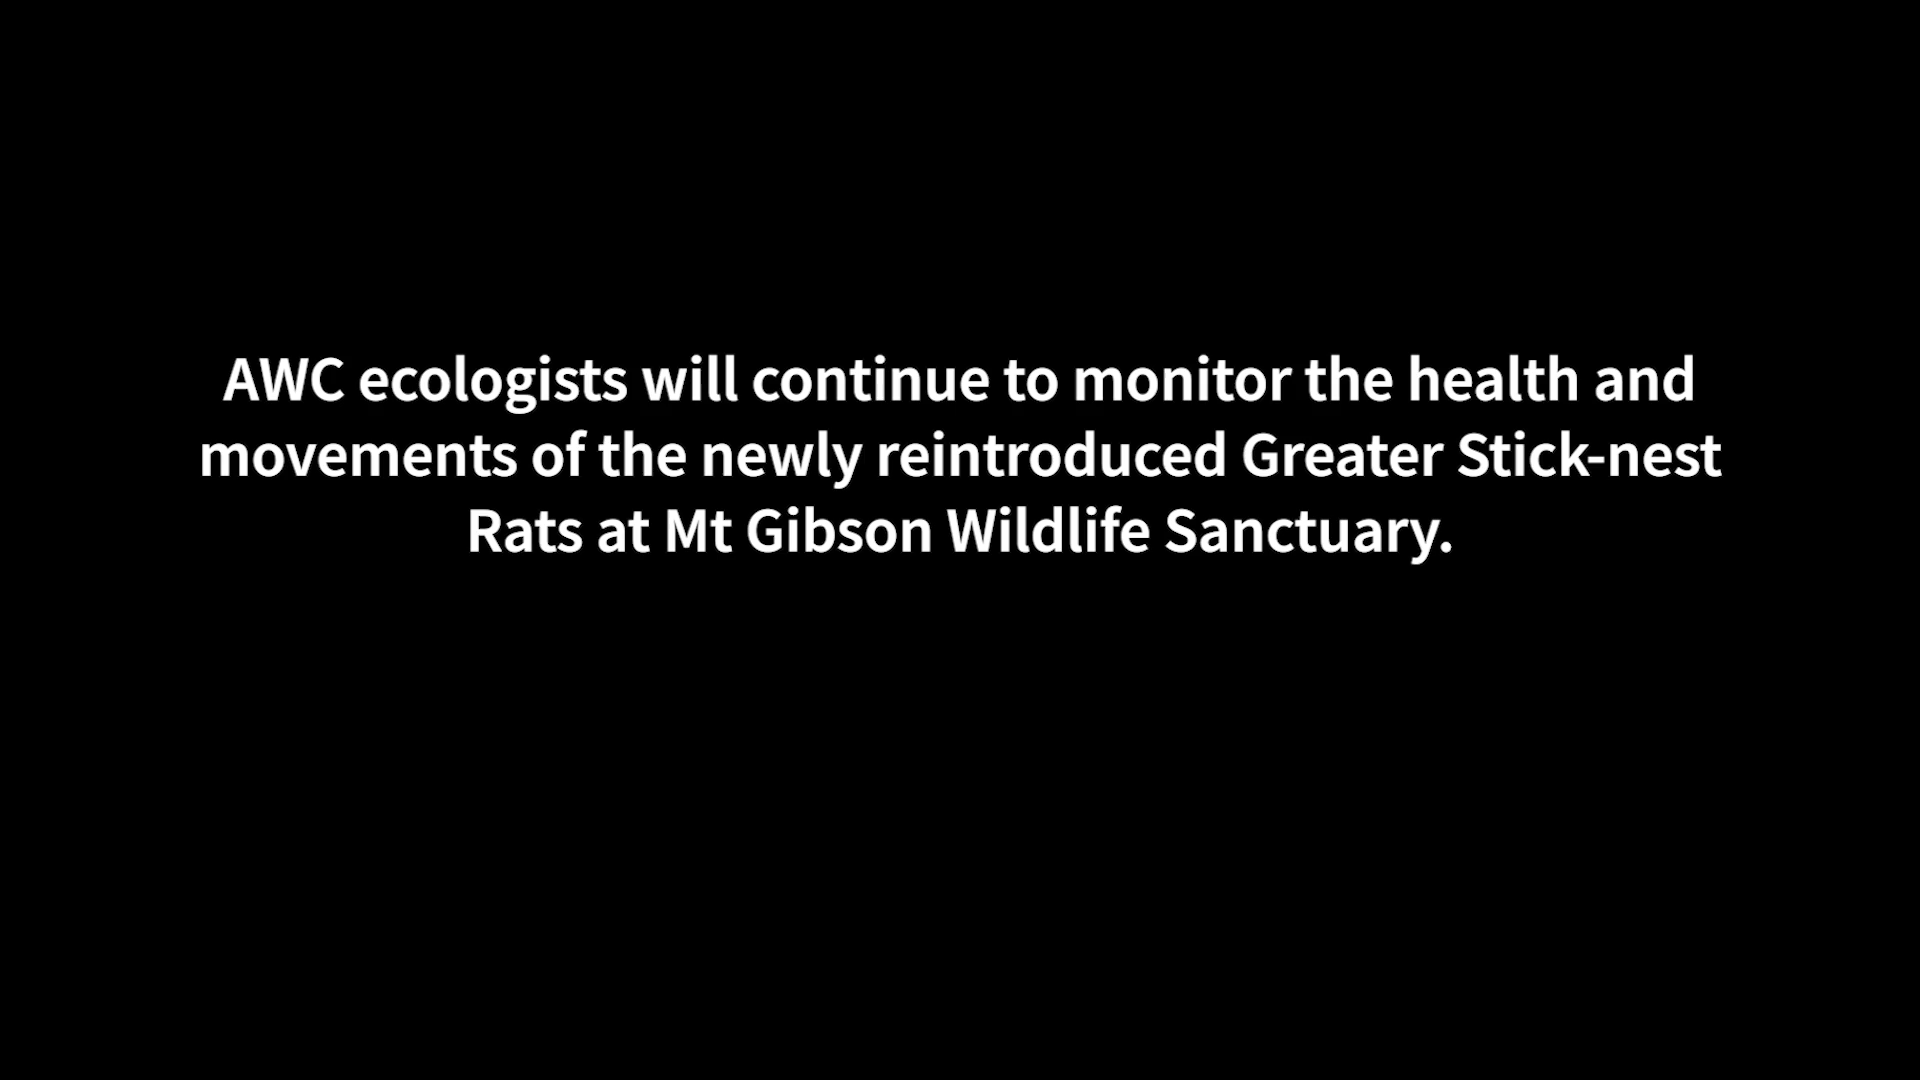 AWC ecologists will continue to monitor the health and
movements of the newly reintroduced Greater Stick-nest
Rats at Mt Gibson Wildlife Sanctuary.